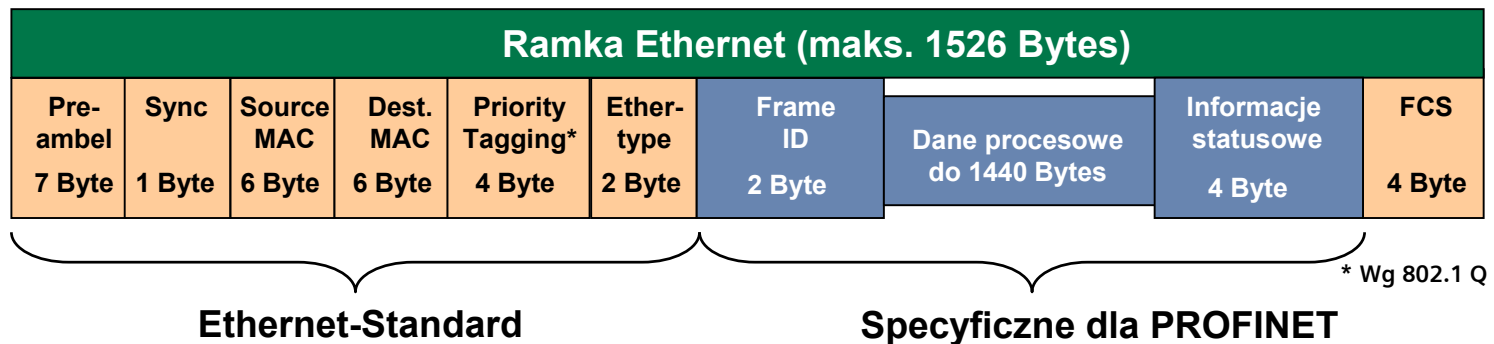 Ramka Ethernet (maks. 1526 Bytes)
Pre-
ambel
7 Byte
Sync
1 Byte
Source
MAC
6 Byte
Dest.
MAC
6 Byte
Priority
Tagging*
4 Byte
Ether-
type
2 Byte
Frame
ID
2 Byte
Dane procesowe
do 1440 Bytes
Informacje
statusowe
4 Byte
FCS
4 Byte
* Wg 802.1 Q
Ethernet-Standard
Specyficzne dla PROFINET